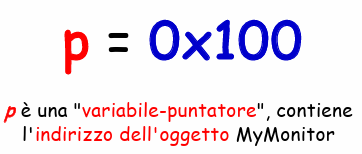 p = 0x100
p è una "variabile-puntatore", contiene
l'indirizzo dell'oggetto MyMonitor